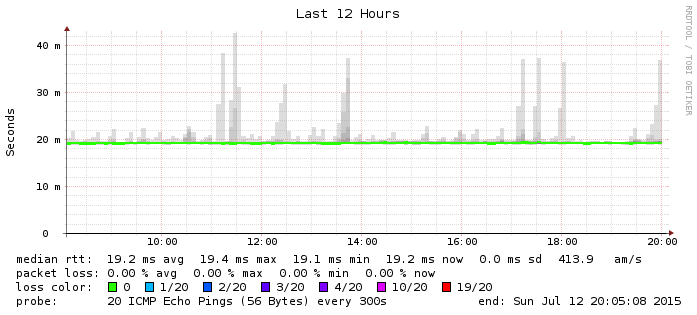 Last 12 Hours
RRDTOOL / TOBI OETIKER
Seconds
40 m
30 m
20 m
10 m
0
10:00 12:00 14:00 16:00 18:00 20:00
median rtt: 19.2 ms avg 19.4 ms max 19.1 ms min 19.2 ms now 0.0 ms sd 413.9 am/s
packet loss: 0.00 % avg 0.00 % max 0.00 % min 0.00 % now
loss color: 0 1/20 2/20 3/20 4/20 10/20 19/20
probe: 20 ICMP Echo Pings (56 Bytes) every 300s end: Sun Jul 12 20:05:08 2015